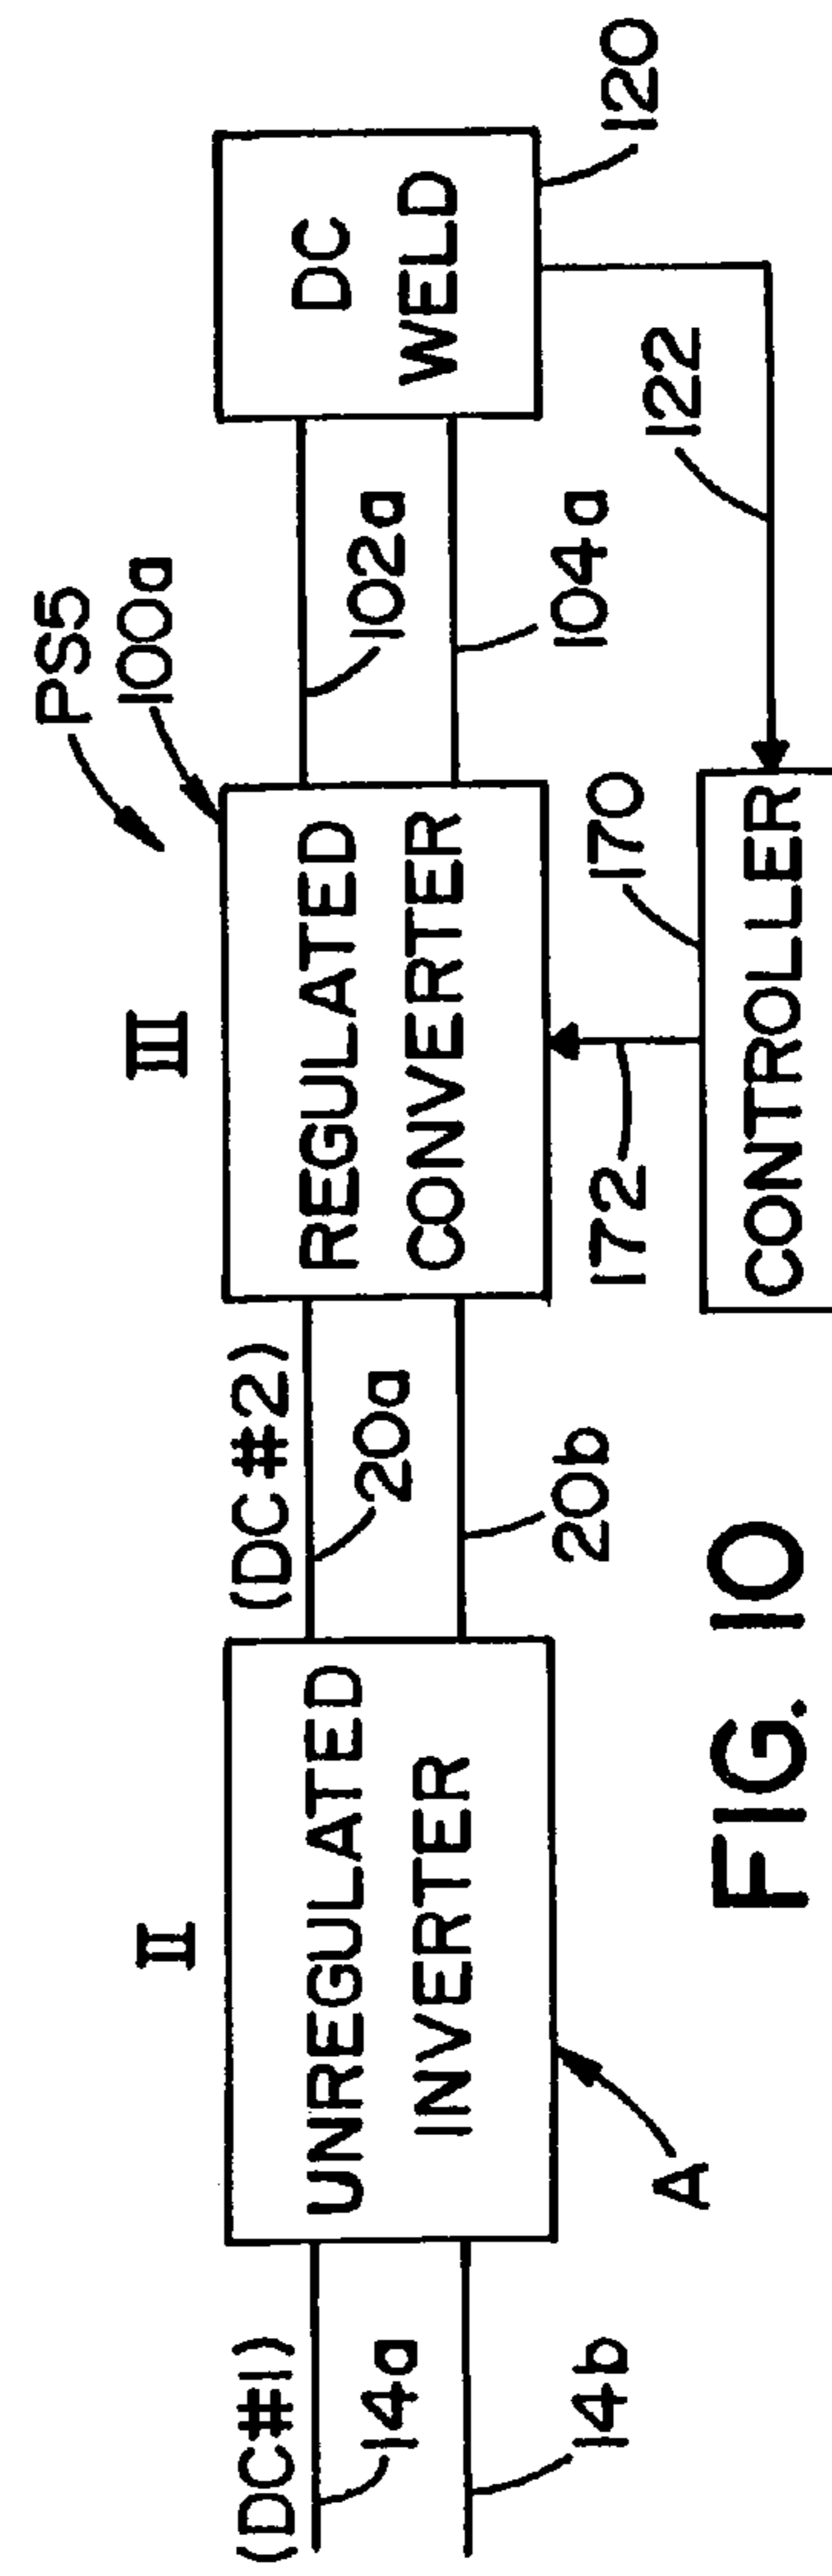 PS5
100a
II
III
(DC#1)
14a
14b
UNREGULATED
INVERTER
A
(DC#2)
20a
20b
REGULATED
CONVERTER
102a
104a
DC
WELD
120
122
170
172
CONTROLLER
FIG. 10